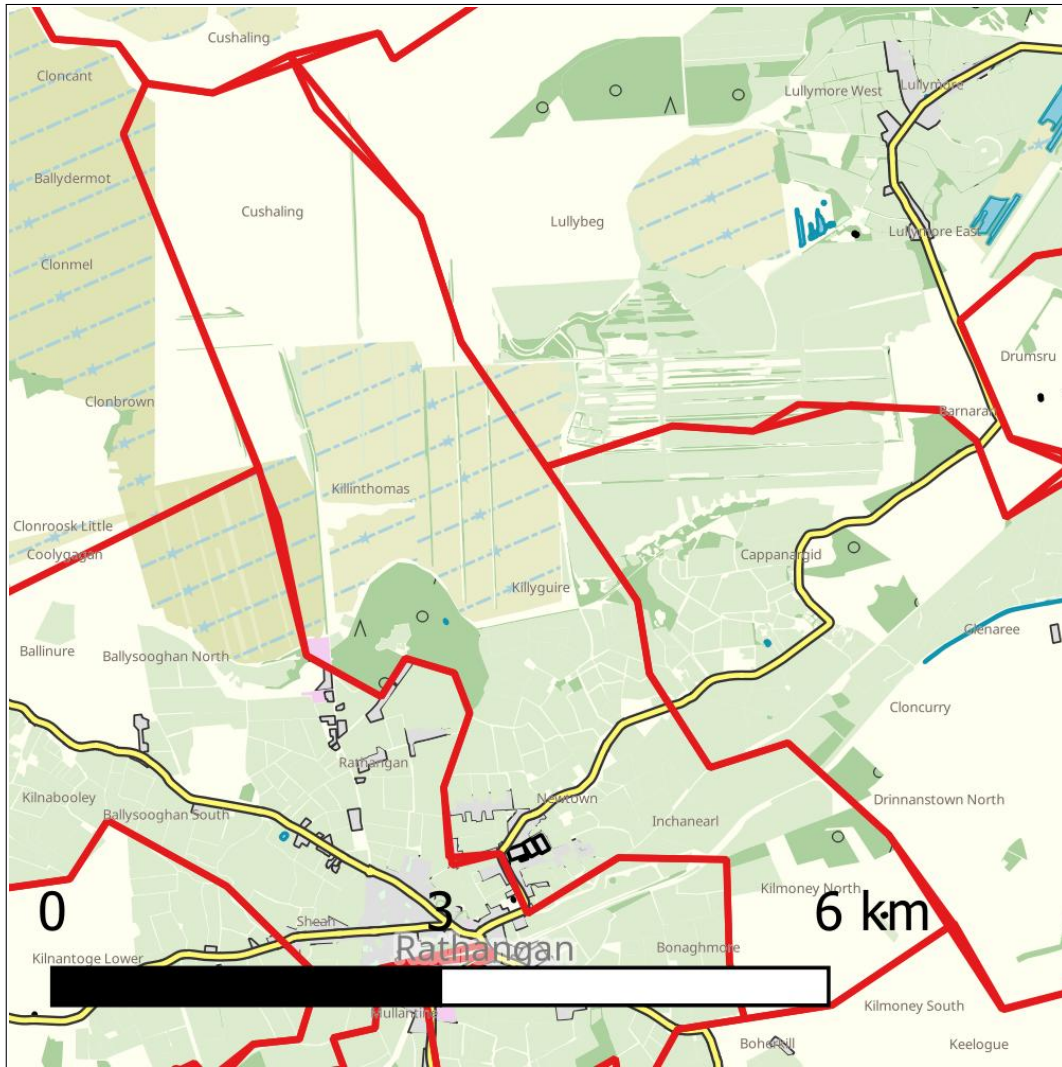 Cushaling
Cloncant
Lullymore West
Lullymore
Ballydermot
Cushaling
Lullybeg
Lullymore East
Clonmel
Drumsru
Clonbrown
Killinthomas
Clonroosk Little
Coolygagan
Cappanargid
Killyguire
Glenaree
Ballinure
Ballysooghan North
Cloncurry
Rathangan
Kilnabooley
Newtown
Drinnanstown North
Ballysooghan South
Inchanearl
Kilmoney North
0
3
6 km
Shean
Rathangan
Bonaghmore
Kilnantoge Lower
Kilmoney South
Mullantine
Keelogue